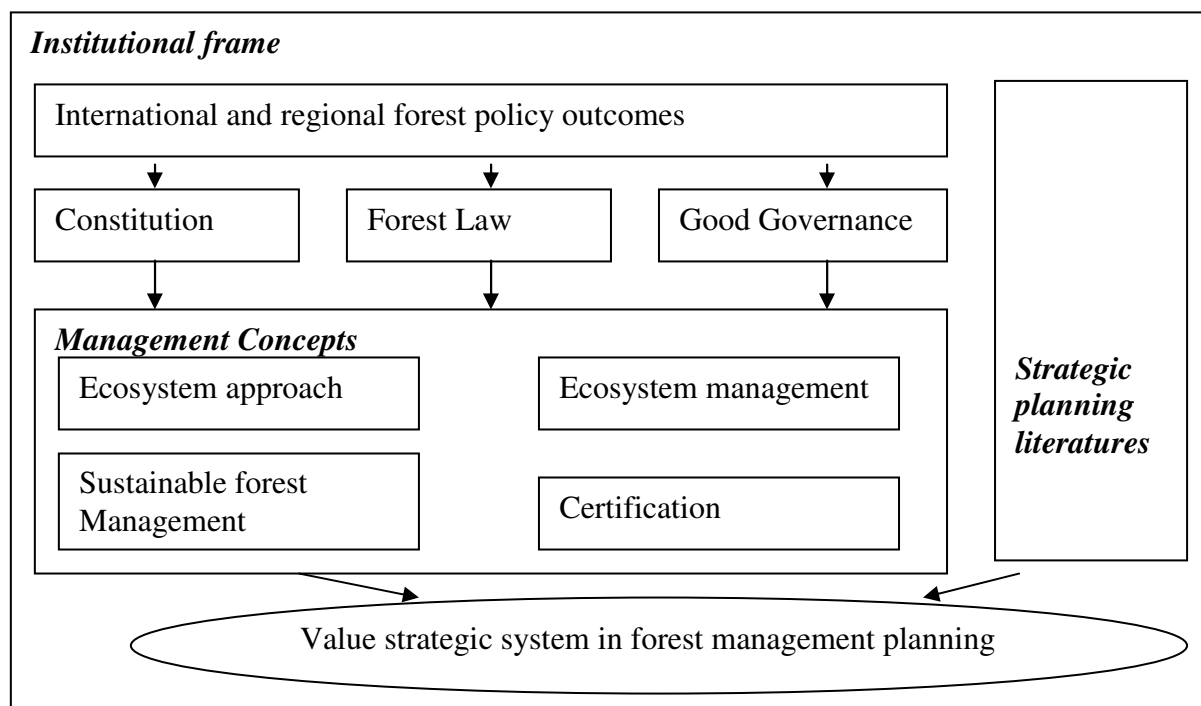 Institutional frame
International and regional forest policy outcomes
Constitution
Forest Law
Good Governance
Management Concepts
Ecosystem approach
Ecosystem management
Sustainable forest
Management
Certification
Strategic
planning
literatures
Value strategic system in forest management planning